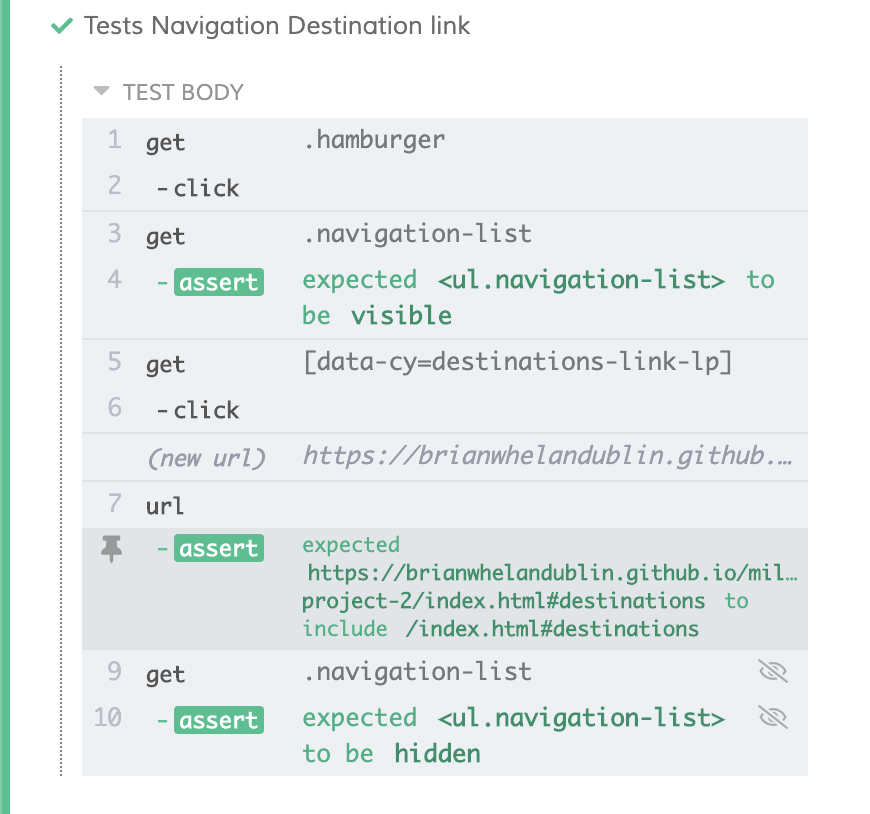 Tests Navigation Destination link
TEST BODY
1 get .hamburger
2 -click
3 get .navigation-list
4 -assert expected <ul.navigation-list> to
be visible
5 get [data-cy=destinations-link-lp]
6 -click
(new url) https://brianwhelandublin.github.…
7 url
-assert expected
https://brianwhelandublin.github.io/mil…
project-2/index.html#destinations to
include /index.html#destinations
9 get .navigation-list
10 -assert expected <ul.navigation-list>
to be hidden